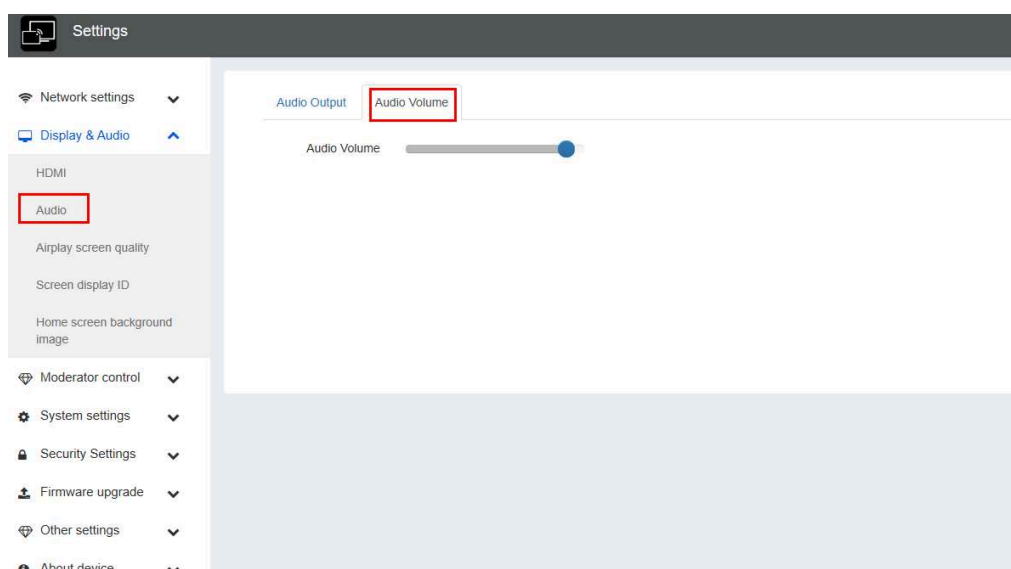 Settings
Network settings
Display & Audio
HDMI
Audio
Airplay screen quality
Screen display ID
Home screen background
image
Moderator control
System settings
Security Settings
Firmware upgrade
Other settings
About device
Audio Output
Audio Volume
Audio Volume